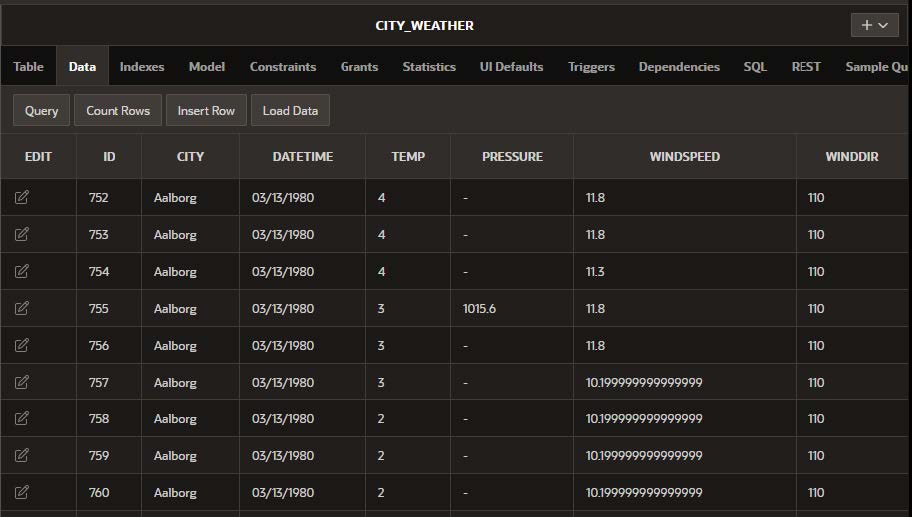 CITY_WEATHER
Table Data Indexes Model Constraints Grants Statistics UI Defaults Triggers Dependencies SQL REST Sample Qu
Query Count Rows Insert Row Load Data
EDIT ID CITY DATETIME TEMP PRESSURE WINDSPEED WINDDIR
752 Aalborg 03/13/1980 4 - 11.8 110
753 Aalborg 03/13/1980 4 - 11.8 110
754 Aalborg 03/13/1980 4 - 11.3 110
755 Aalborg 03/13/1980 3 1015.6 11.8 110
756 Aalborg 03/13/1980 3 - 11.8 110
757 Aalborg 03/13/1980 3 - 10.199999999999999 110
758 Aalborg 03/13/1980 2 - 10.199999999999999 110
759 Aalborg 03/13/1980 2 - 10.199999999999999 110
760 Aalborg 03/13/1980 2 - 10.199999999999999 110